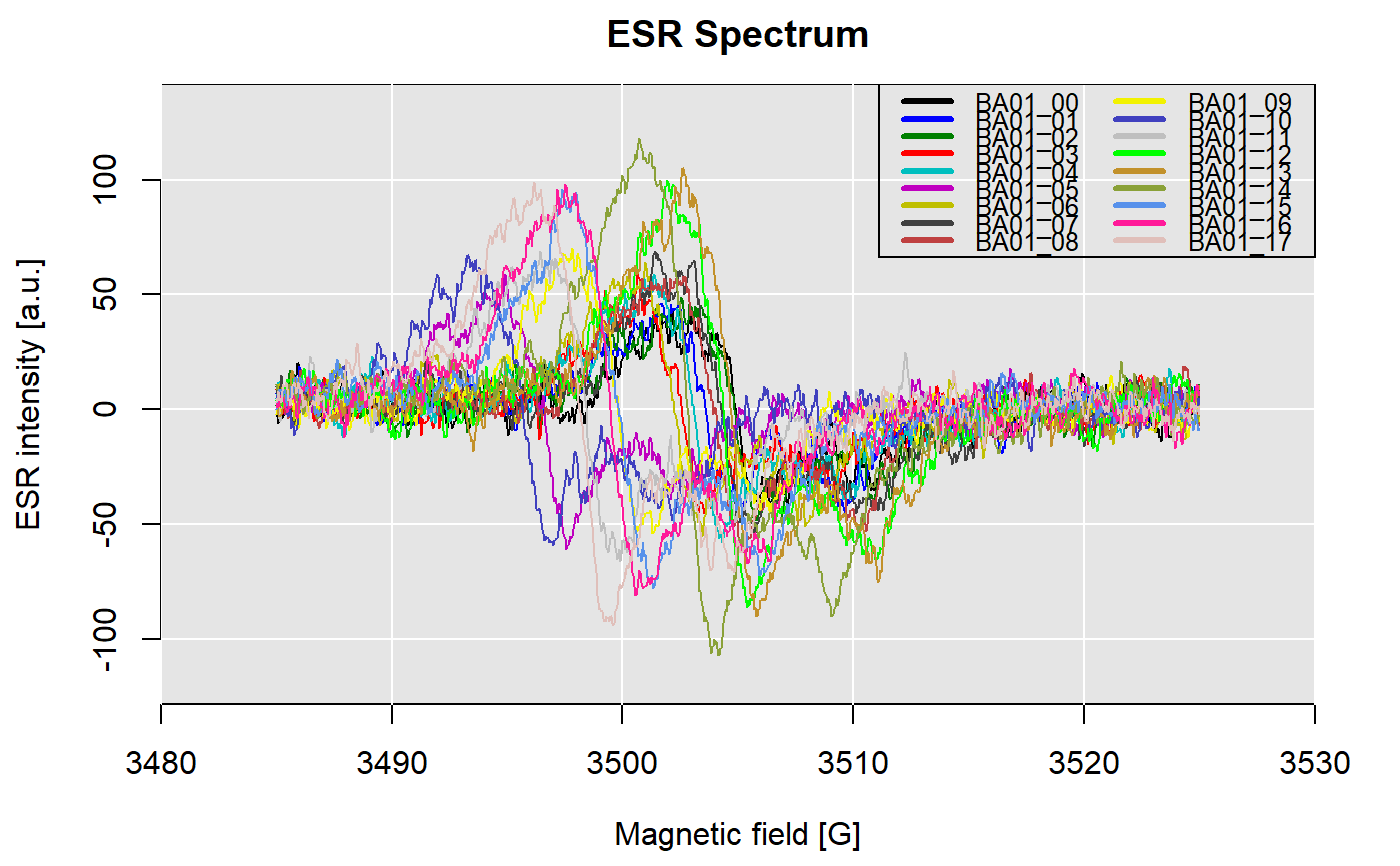 ESR Spectrum
BA01_00 BA01_09
BA01_01 BA01_10
BA01_02 BA01_11
BA01_03 BA01_12
BA01_04 BA01_13
BA01_05 BA01_14
BA01_06 BA01_15
BA01_07 BA01_16
BA01_08 BA01_17
100
50
0
-50
-100
ESR intensity [a.u.]
3480 3490 3500 3510 3520 3530
Magnetic field [G]